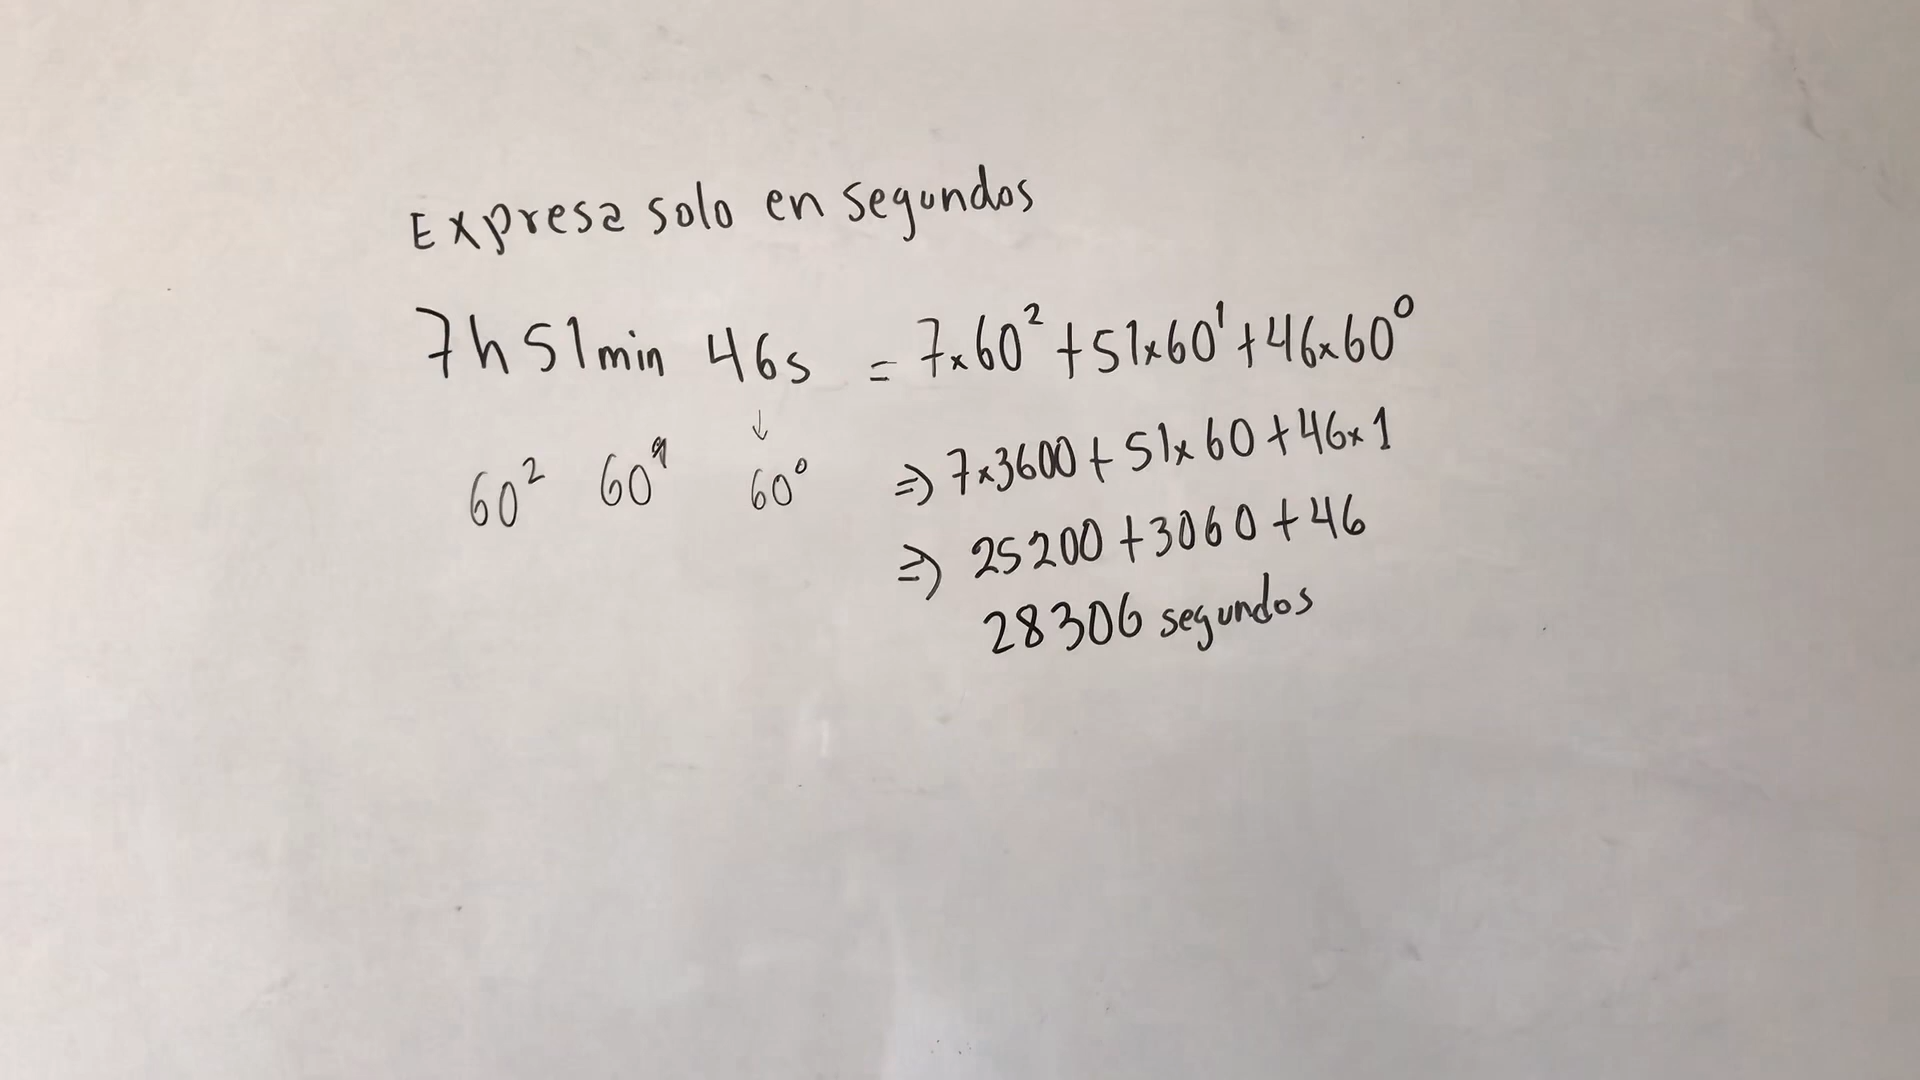 Expresa solo en segundos
7h 51min 46s = 7x60² + 51x60¹ + 46x60⁰
↓
60² 60¹ 60⁰ ⇒ 7x3600 + 51x60 + 46x1
⇒ 25200 + 3060 + 46
28306 segundos